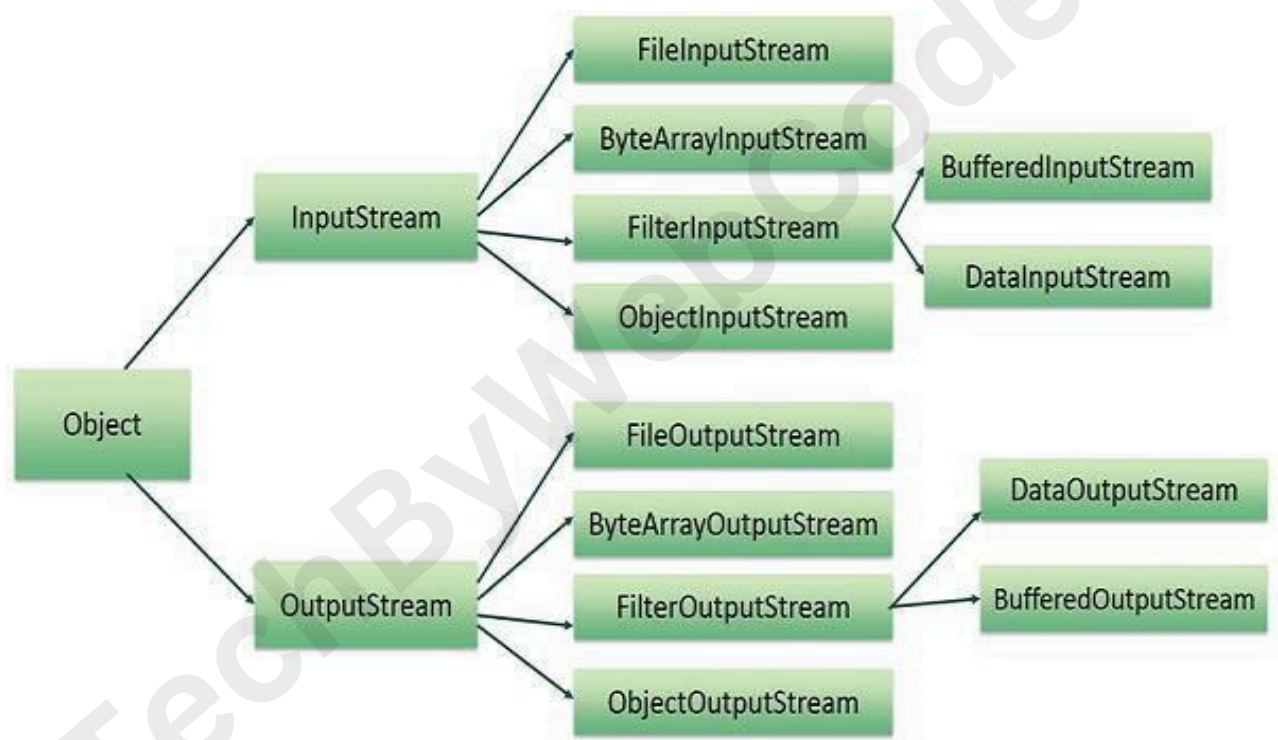 FileInputStream
ByteArrayInputStream
BufferedInputStream
InputStream
FilterInputStream
DataInputStream
ObjectInputStream
Object
FileOutputStream
DataOutputStream
ByteArrayOutputStream
OutputStream
FilterOutputStream
BufferedOutputStream
ObjectOutputStream
TechByWebCode